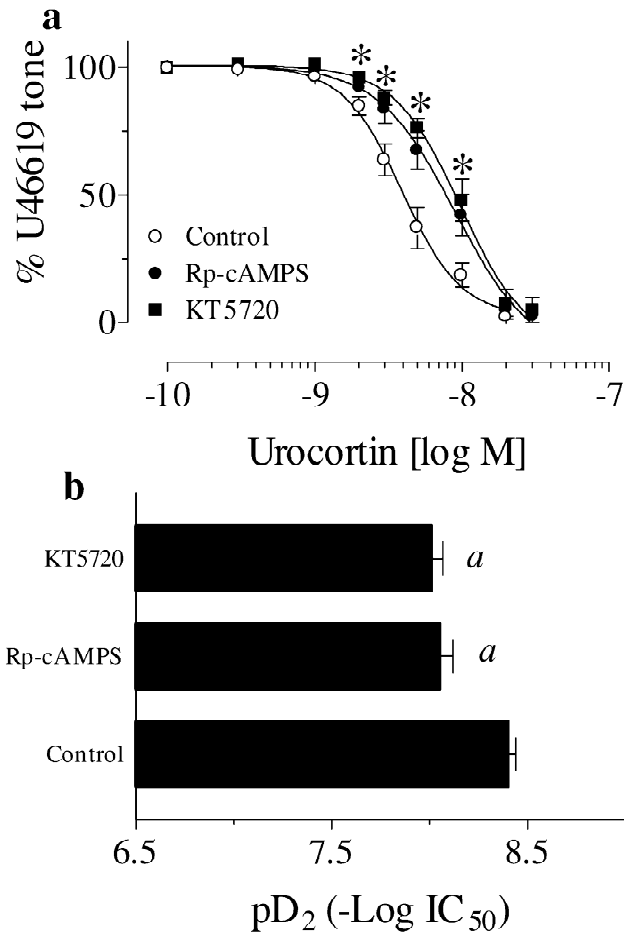 a
% U46619 tone
100
50
0
* * * *
Control
Rp-cAMPS
KT5720
-10 -9 -8 -7
Urocortin [log M]
b
KT5720 a
Rp-cAMPS a
Control
6.5 7.5 8.5
pD2 (-Log IC50)